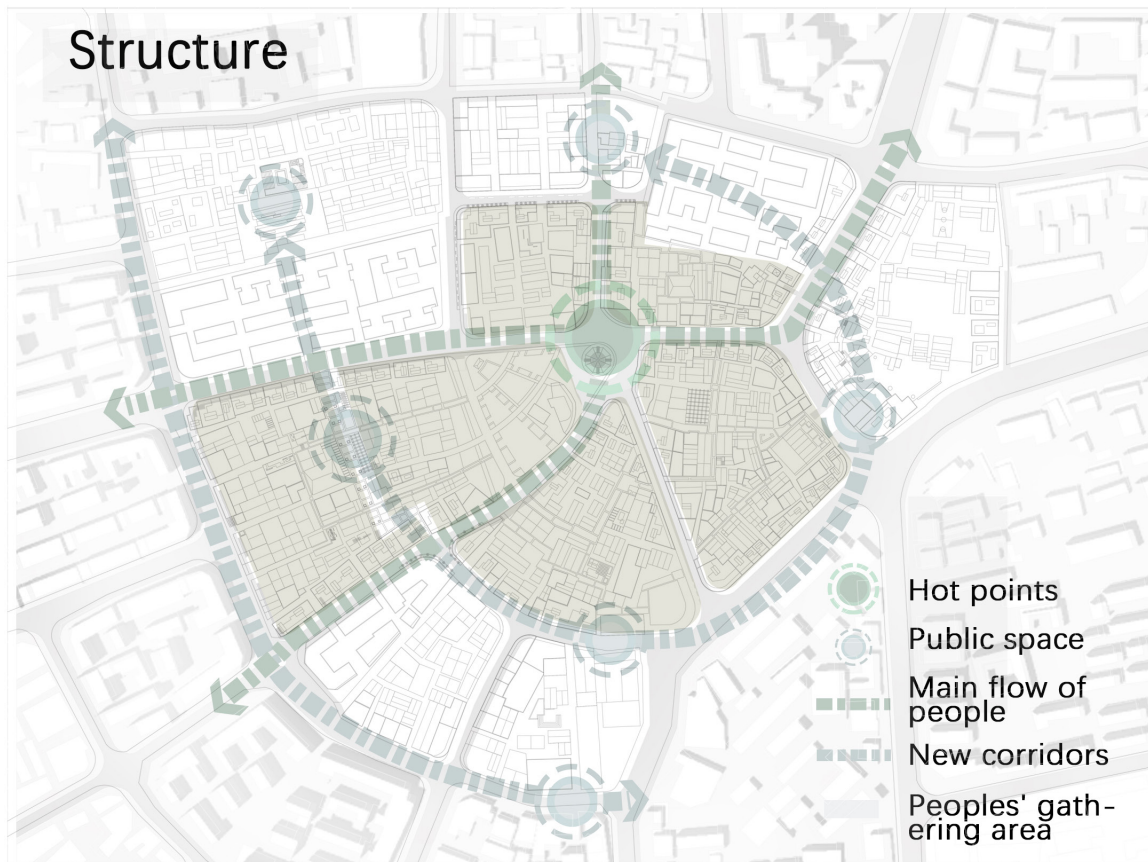 Structure
Hot points
Public space
Main flow of
people
New corridors
Peoples' gath-
ering area